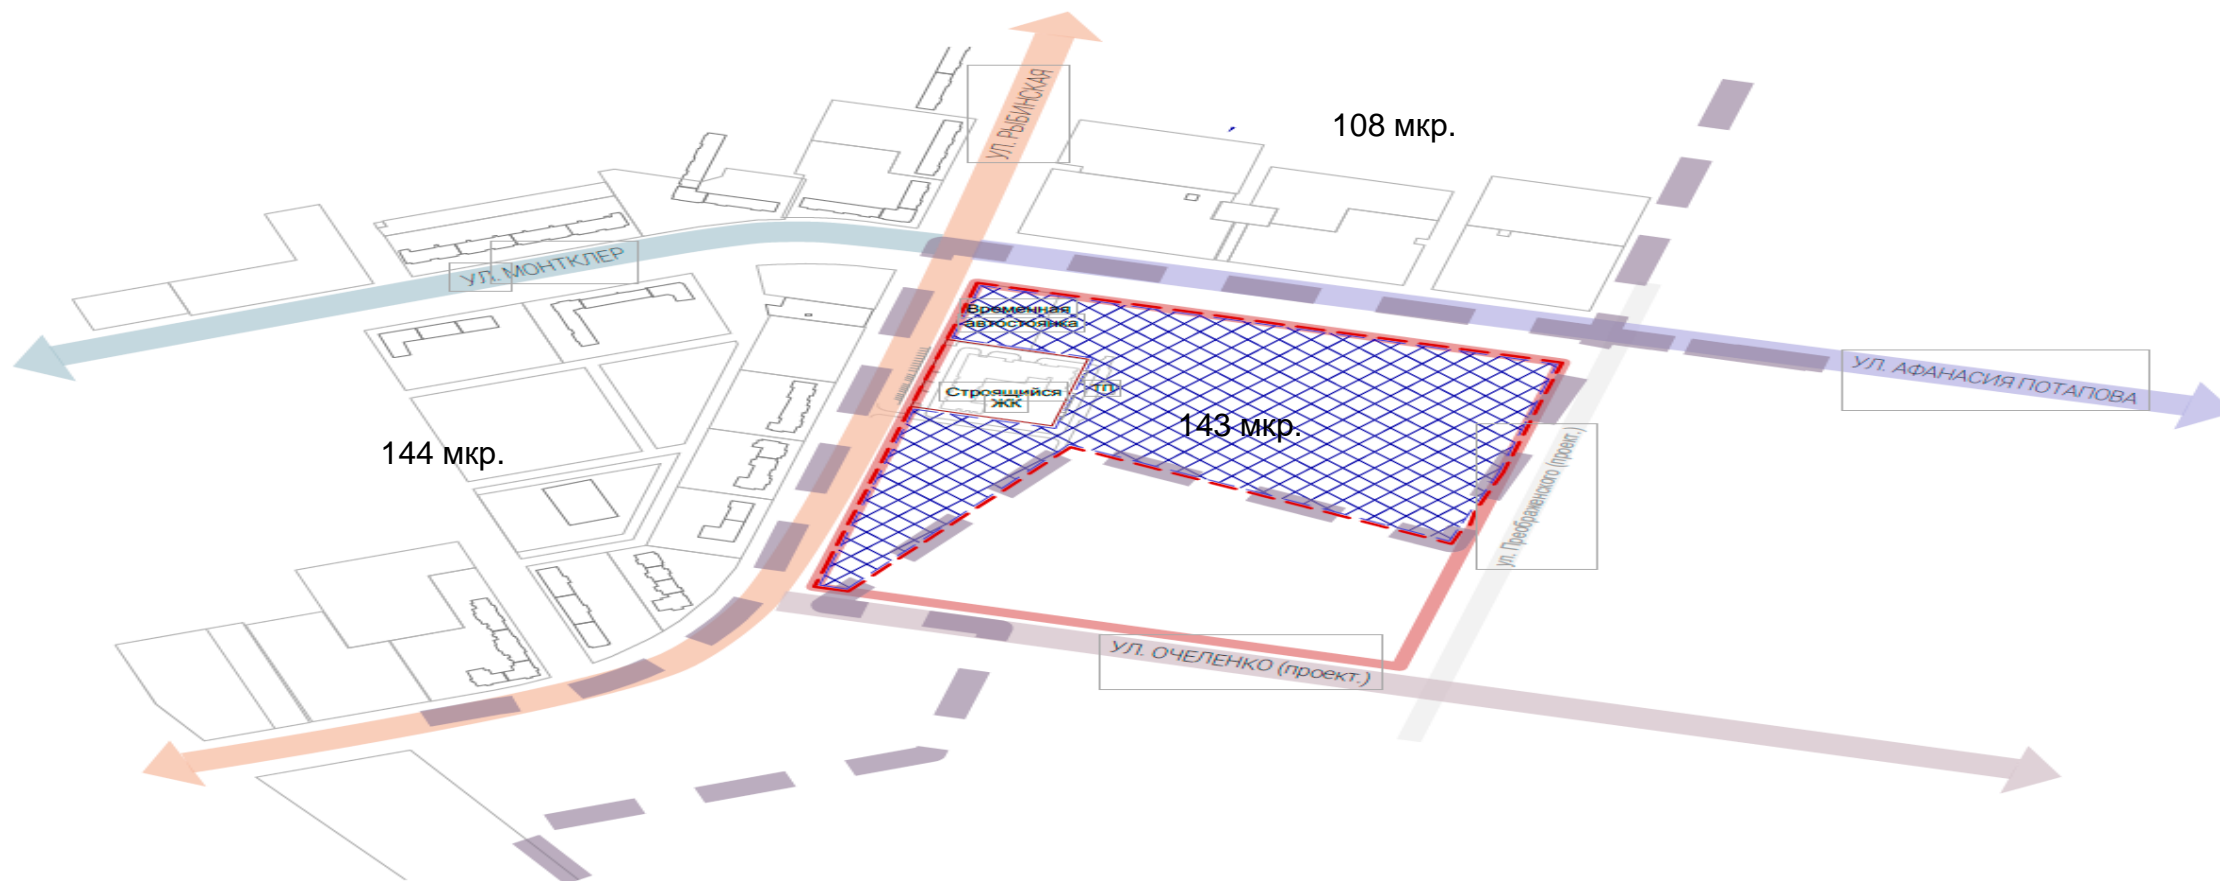 УЛ. РЫБИНСКАЯ
108 мкр.
УЛ. МОНТКЛЕР
Временная
автостоянка
Строящийся
ЖК
ТП
УЛ. АФАНАСИЯ ПОТАПОВА
143 мкр.
144 мкр.
ул. Преображенского (проект.)
УЛ. ОЧЕЛЕНКО (проект.)